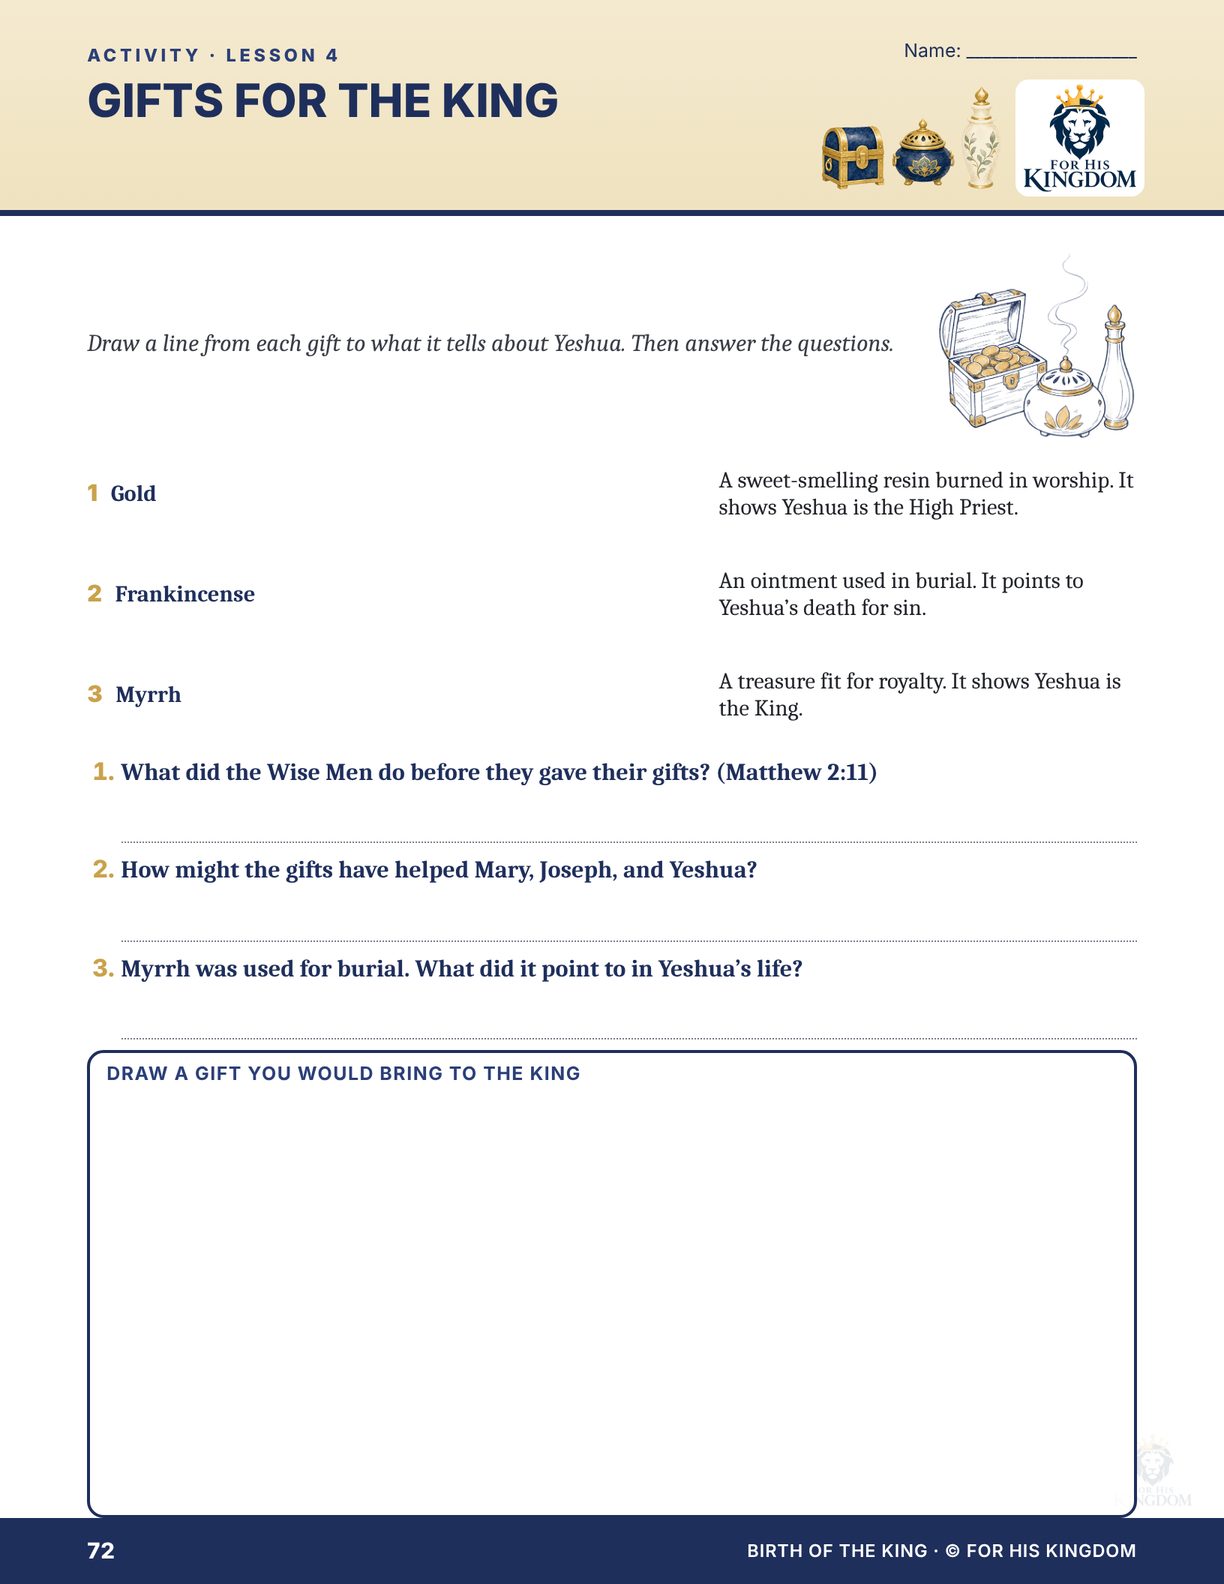 ACTIVITY · LESSON 4
GIFTS FOR THE KING
Name: ___________________
FOR HIS
KINGDOM
Draw a line from each gift to what it tells about Yeshua. Then answer the questions.
1 Gold
A sweet-smelling resin burned in worship. It
shows Yeshua is the High Priest.
2 Frankincense
An ointment used in burial. It points to
Yeshua’s death for sin.
3 Myrrh
A treasure fit for royalty. It shows Yeshua is
the King.
1. What did the Wise Men do before they gave their gifts? (Matthew 2:11)
2. How might the gifts have helped Mary, Joseph, and Yeshua?
3. Myrrh was used for burial. What did it point to in Yeshua’s life?
DRAW A GIFT YOU WOULD BRING TO THE KING
FOR HIS
KINGDOM
72
BIRTH OF THE KING · © FOR HIS KINGDOM